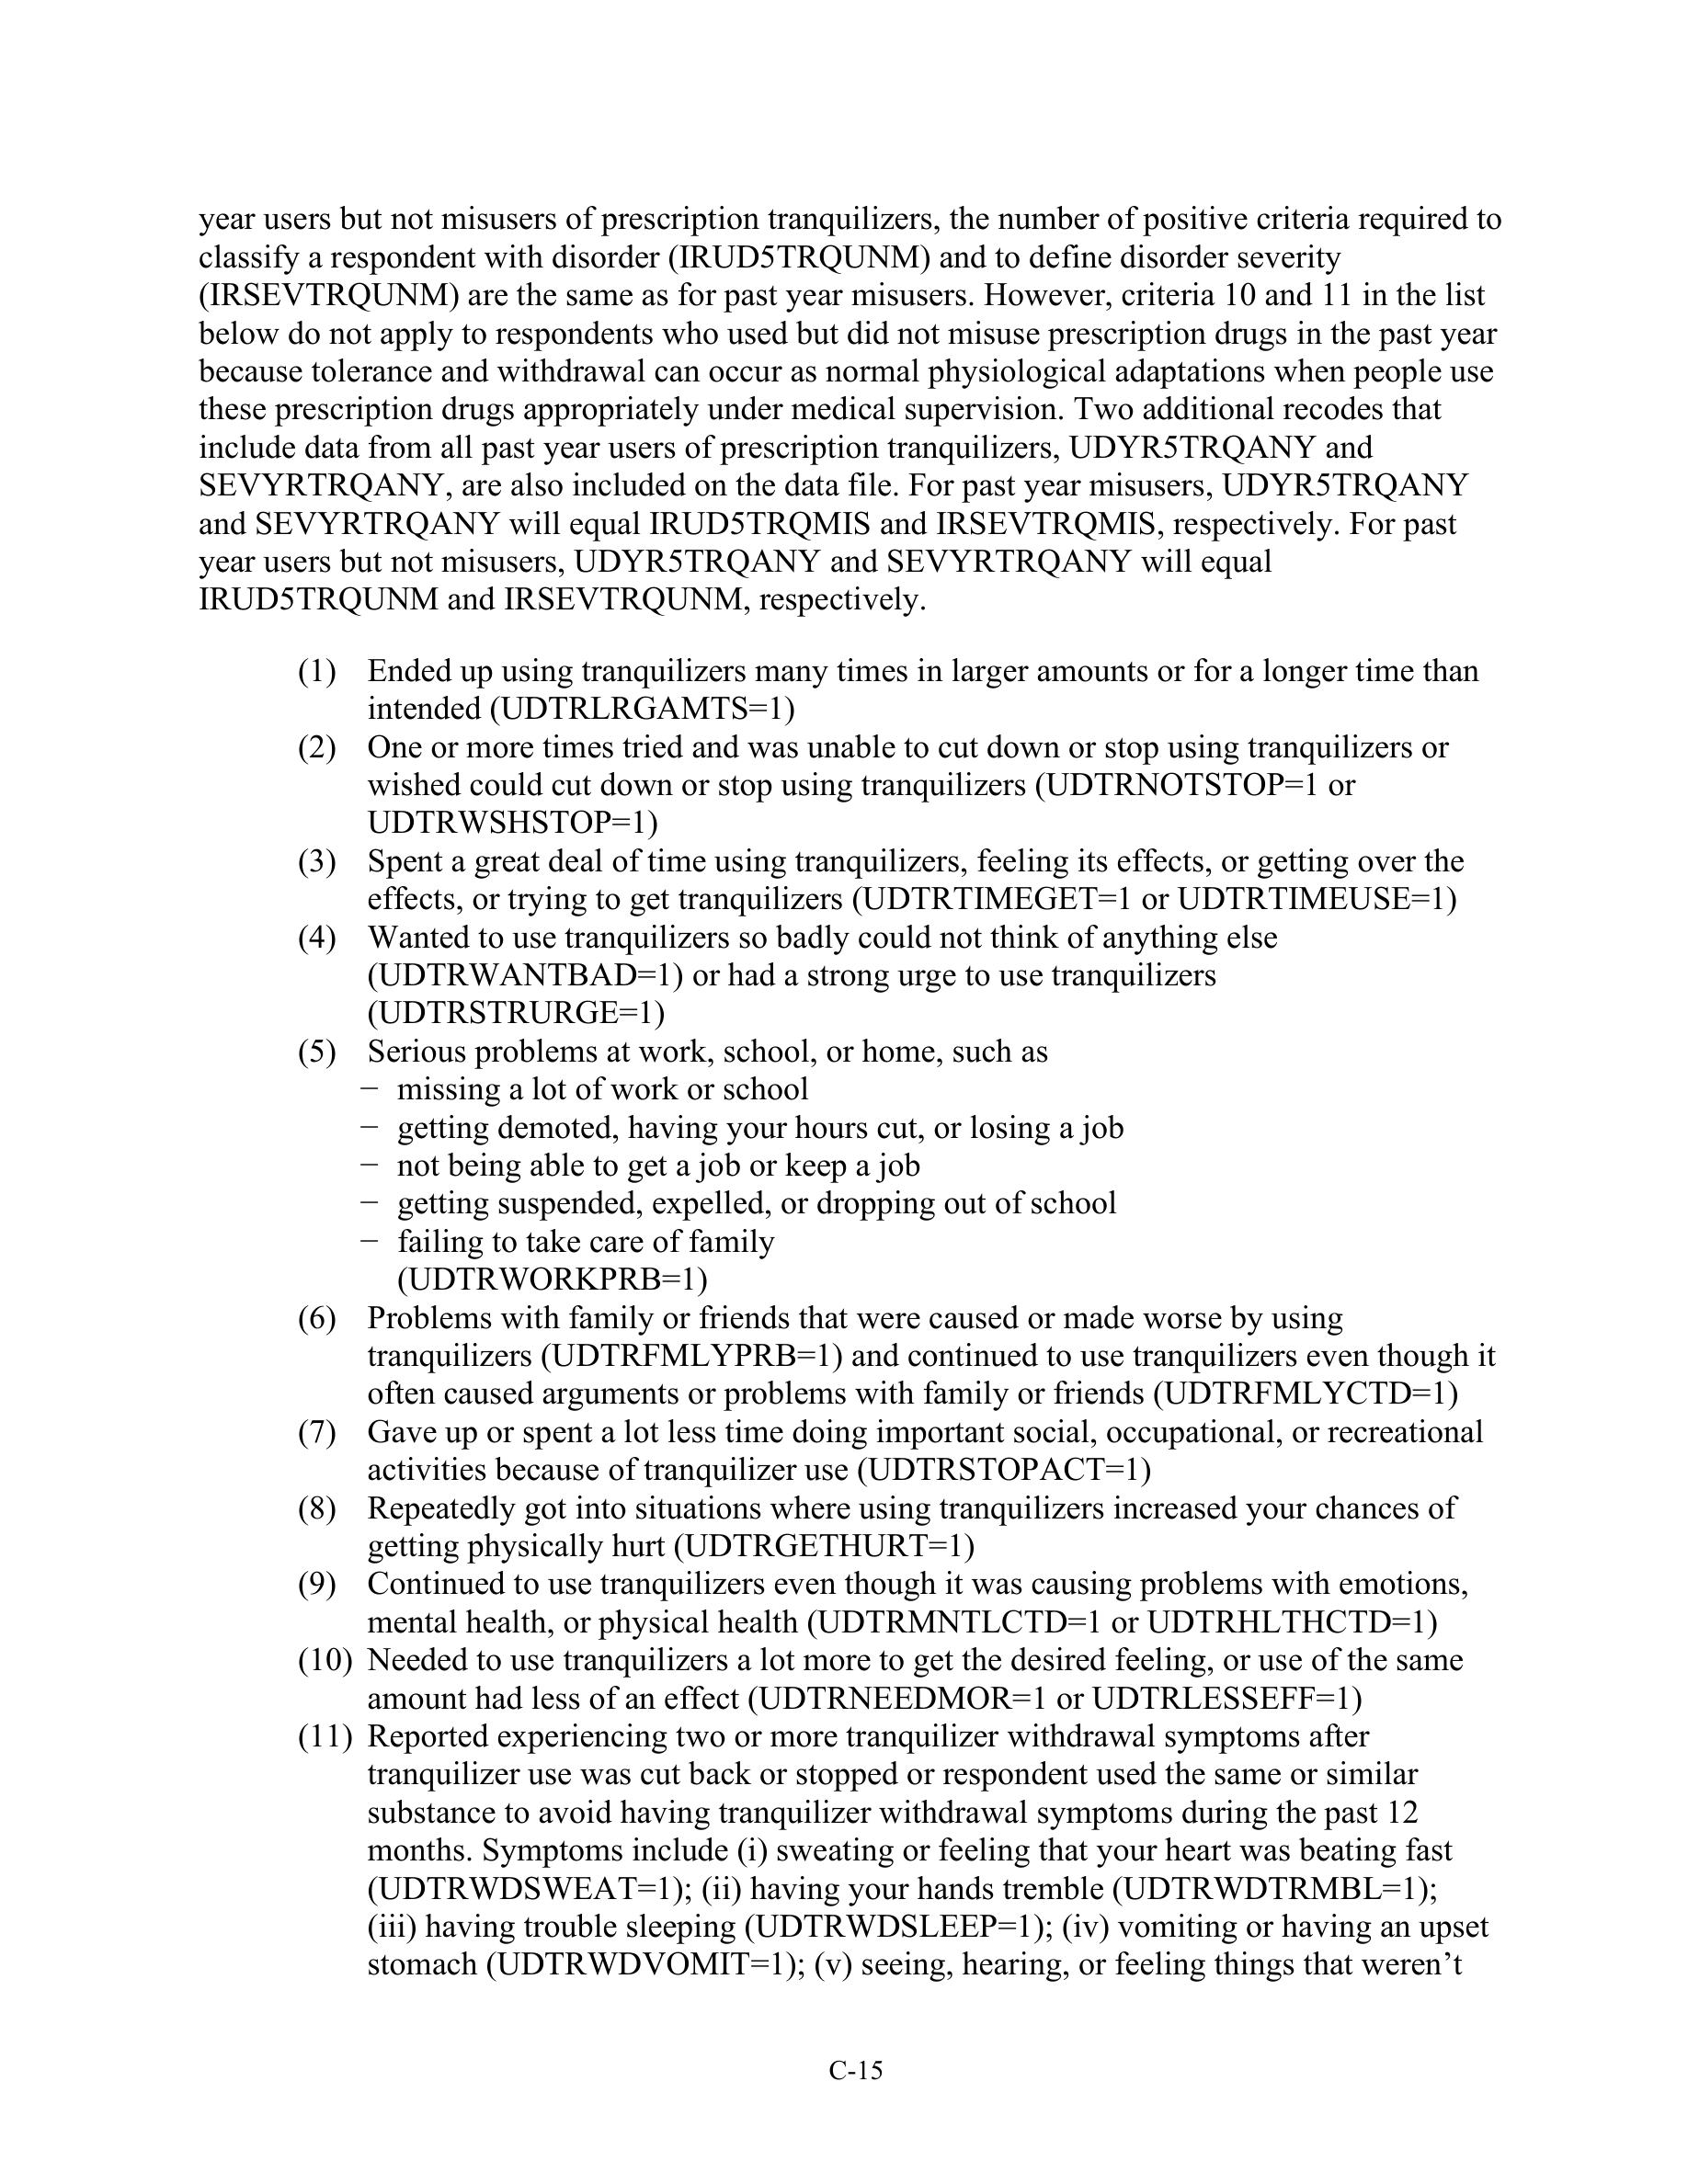 year users but not misusers of prescription tranquilizers, the number of positive criteria required to
classify a respondent with disorder (IRUD5TRQUNM) and to define disorder severity
(IRSEVTRQUNM) are the same as for past year misusers. However, criteria 10 and 11 in the list
below do not apply to respondents who used but did not misuse prescription drugs in the past year
because tolerance and withdrawal can occur as normal physiological adaptations when people use
these prescription drugs appropriately under medical supervision. Two additional recodes that
include data from all past year users of prescription tranquilizers, UDYR5TRQANY and
SEVYRTRQANY, are also included on the data file. For past year misusers, UDYR5TRQANY
and SEVYRTRQANY will equal IRUD5TRQMIS and IRSEVTRQMIS, respectively. For past
year users but not misusers, UDYR5TRQANY and SEVYRTRQANY will equal
IRUD5TRQUNM and IRSEVTRQUNM, respectively.
(1) Ended up using tranquilizers many times in larger amounts or for a longer time than
intended (UDTRLRGAMTS=1)
(2) One or more times tried and was unable to cut down or stop using tranquilizers or
wished could cut down or stop using tranquilizers (UDTRNOTSTOP=1 or
UDTRWSHSTOP=1)
(3) Spent a great deal of time using tranquilizers, feeling its effects, or getting over the
effects, or trying to get tranquilizers (UDTRTIMEGET=1 or UDTRTIMEUSE=1)
(4) Wanted to use tranquilizers so badly could not think of anything else
(UDTRWANTBAD=1) or had a strong urge to use tranquilizers
(UDTRSTRURGE=1)
(5) Serious problems at work, school, or home, such as
− missing a lot of work or school
− getting demoted, having your hours cut, or losing a job
− not being able to get a job or keep a job
− getting suspended, expelled, or dropping out of school
− failing to take care of family
(UDTRWORKPRB=1)
(6) Problems with family or friends that were caused or made worse by using
tranquilizers (UDTRFMLYPRB=1) and continued to use tranquilizers even though it
often caused arguments or problems with family or friends (UDTRFMLYCTD=1)
(7) Gave up or spent a lot less time doing important social, occupational, or recreational
activities because of tranquilizer use (UDTRSTOPACT=1)
(8) Repeatedly got into situations where using tranquilizers increased your chances of
getting physically hurt (UDTRGETHURT=1)
(9) Continued to use tranquilizers even though it was causing problems with emotions,
mental health, or physical health (UDTRMNTLCTD=1 or UDTRHLTHCTD=1)
(10) Needed to use tranquilizers a lot more to get the desired feeling, or use of the same
amount had less of an effect (UDTRNEEDMOR=1 or UDTRLESSEFF=1)
(11) Reported experiencing two or more tranquilizer withdrawal symptoms after
tranquilizer use was cut back or stopped or respondent used the same or similar
substance to avoid having tranquilizer withdrawal symptoms during the past 12
months. Symptoms include (i) sweating or feeling that your heart was beating fast
(UDTRWDSWEAT=1); (ii) having your hands tremble (UDTRWDTRMBL=1);
(iii) having trouble sleeping (UDTRWDSLEEP=1); (iv) vomiting or having an upset
stomach (UDTRWDVOMIT=1); (v) seeing, hearing, or feeling things that weren’t
C-15